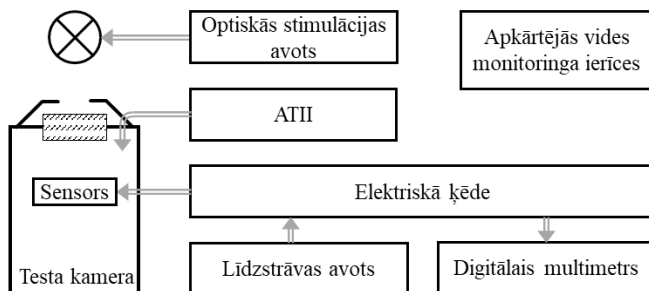 Optiskās stimulācijas
avots
Apkārtējās vides
monitoringa ierīces
ATII
Sensors
Elektriskā ķēde
Testa kamera
Līdzstrāvas avots
Digitālais multimetrs